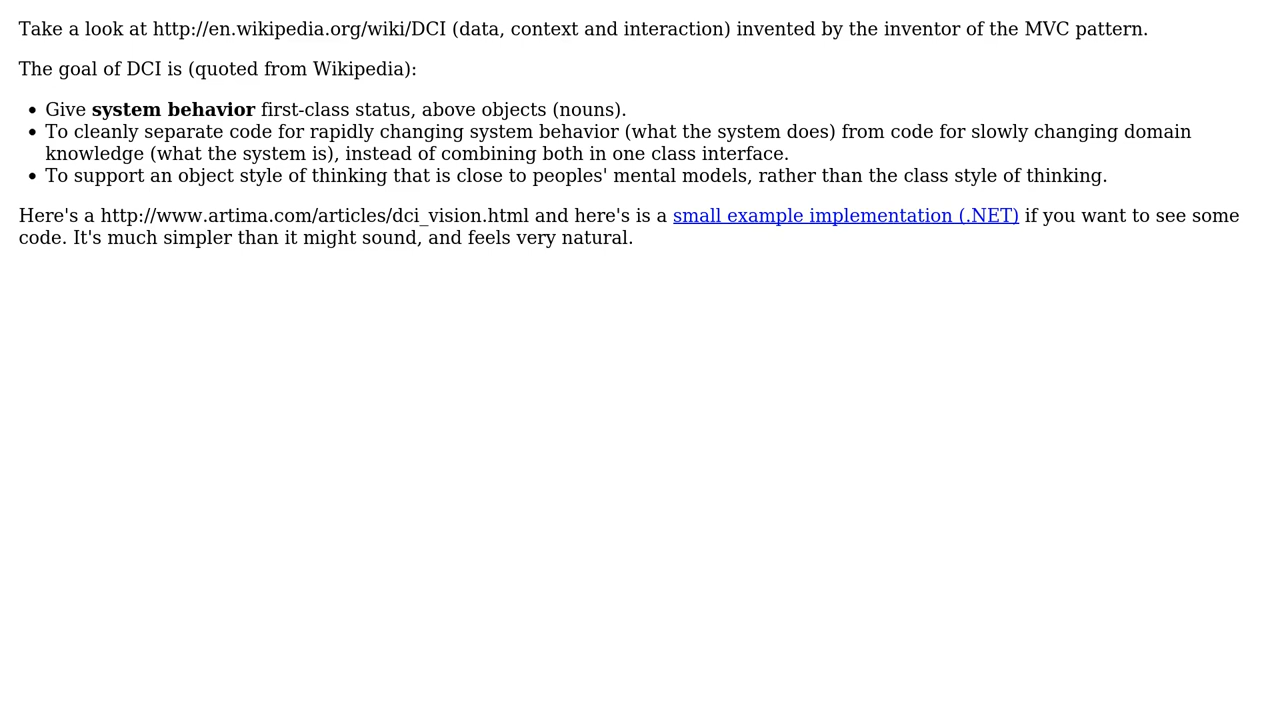 Take a look at http://en.wikipedia.org/wiki/DCI (data, context and interaction) invented by the inventor of the MVC pattern.
The goal of DCI is (quoted from Wikipedia):
• Give system behavior first-class status, above objects (nouns).
• To cleanly separate code for rapidly changing system behavior (what the system does) from code for slowly changing domain
knowledge (what the system is), instead of combining both in one class interface.
• To support an object style of thinking that is close to peoples' mental models, rather than the class style of thinking.
Here's a http://www.artima.com/articles/dci_vision.html and here's is a small example implementation (.NET) if you want to see some
code. It's much simpler than it might sound, and feels very natural.